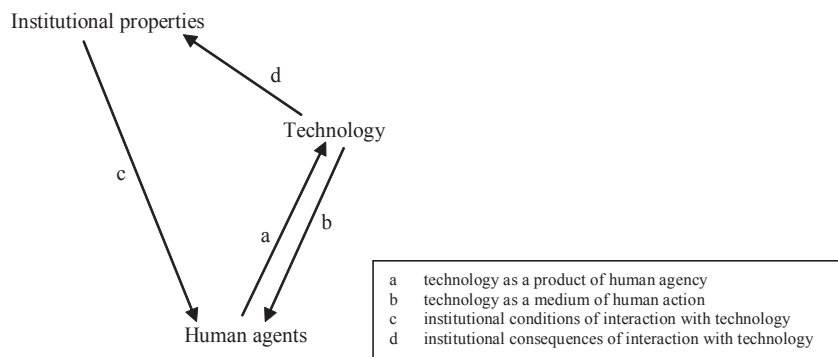 Institutional properties
d
Technology
c
a
b
Human agents
a technology as a product of human agency
b technology as a medium of human action
c institutional conditions of interaction with technology
d institutional consequences of interaction with technology